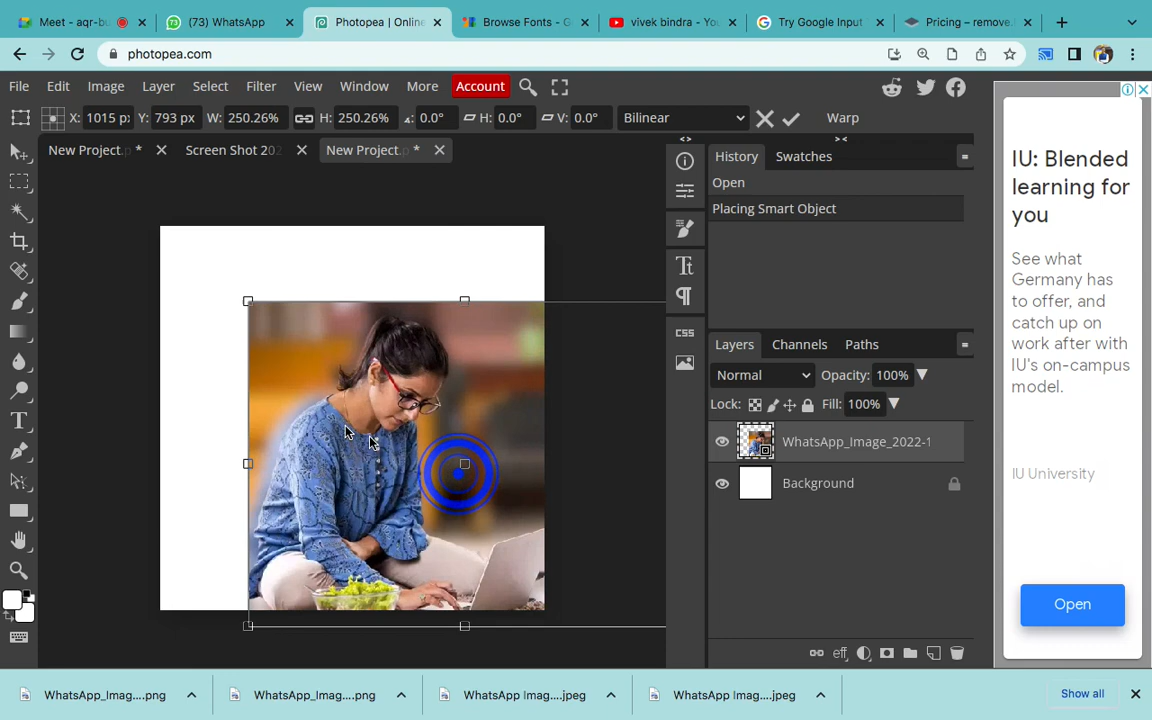 Meet - aqr-bu
(73) WhatsApp
Photopea | Online
Browse Fonts - G
vivek bindra - You
Try Google Input
Pricing – remove.
photopea.com
File Edit Image Layer Select Filter View Window More Account
X: 1015 px Y: 793 px W: 250.26% H: 250.26% 0.0° H: 0.0° V: 0.0° Bilinear Warp
New Project.p * Screen Shot 202 New Project.p *
History Swatches
Open
Placing Smart Object
Layers Channels Paths
Normal Opacity: 100%
Lock: Fill: 100%
WhatsApp_Image_2022-1
Background
CSS
eff
IU: Blended
learning for
you
See what
Germany has
to offer, and
catch up on
work after with
IU's on-campus
model.
IU University
Open
WhatsApp_Imag....png
WhatsApp_Imag....png
WhatsApp Imag....jpeg
WhatsApp Imag....jpeg
Show all